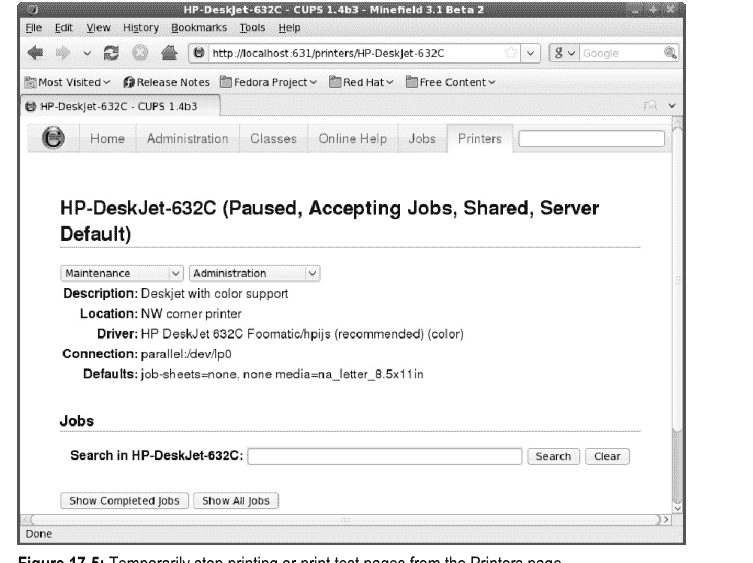 HP-DeskJet-632C - CUPS 1.4b3 - Minefield 3.1 Beta 2
File Edit View History Bookmarks Tools Help
http://localhost:631/printers/HP-DeskJet-632C
g Google
Most Visited Release Notes Fedora Project Red Hat Free Content
HP-DeskJet-632C - CUPS 1.4b3
Home Administration Classes Online Help Jobs Printers
HP-DeskJet-632C (Paused, Accepting Jobs, Shared, Server
Default)
Maintenance Administration
Description: Deskjet with color support
Location: NW corner printer
Driver: HP DeskJet 632C Foomatic/hpijs (recommended) (color)
Connection: parallel:/dev/lp0
Defaults: job-sheets=none, none media=na_letter_8.5x11in
Jobs
Search in HP-DeskJet-632C: Search Clear
Show Completed Jobs Show All Jobs
Done
Figure 17-5: Temporarily stop printing or print test pages from the Printers page